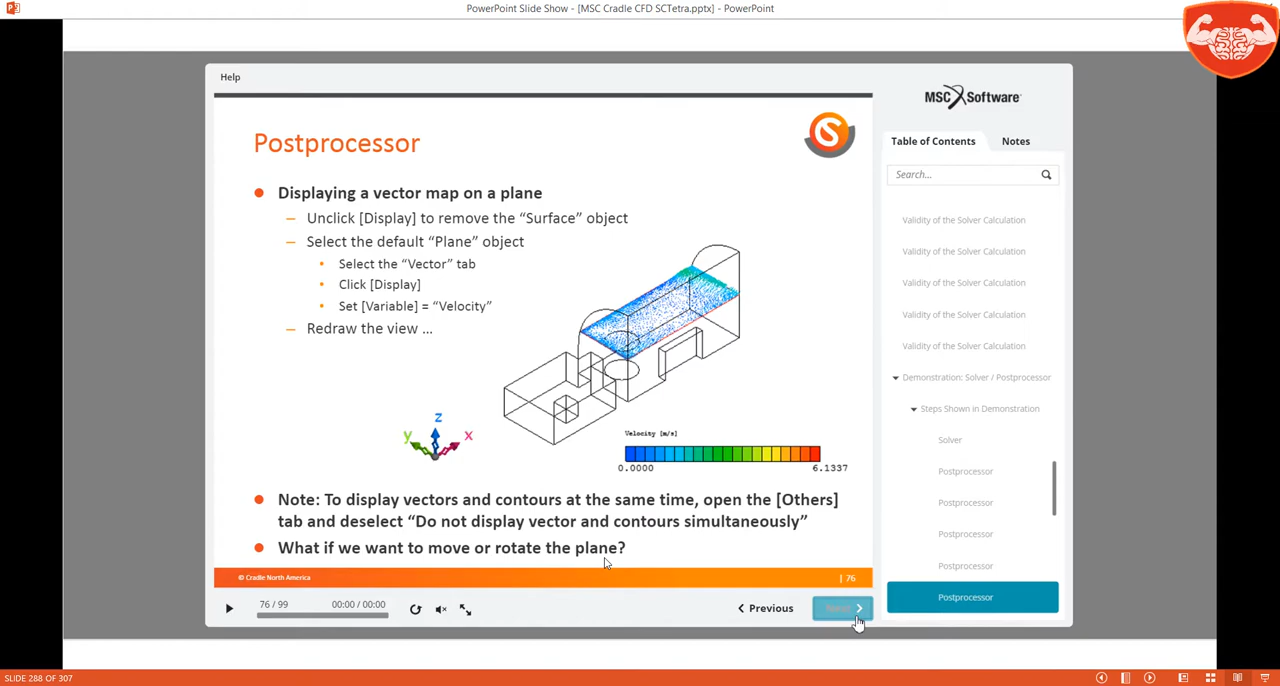 PowerPoint Slide Show - [MSC Cradle CFD SCTetra.pptx] - PowerPoint
Help
MSC Software
Table of Contents
Notes
Search...
Postprocessor
S
Displaying a vector map on a plane
– Unclick [Display] to remove the “Surface” object
– Select the default “Plane” object
• Select the “Vector” tab
• Click [Display]
• Set [Variable] = “Velocity”
– Redraw the view ...
z
y
x
Velocity [m/s]
0.0000
6.1337
Note: To display vectors and contours at the same time, open the [Others]
tab and deselect “Do not display vector and contours simultaneously”
What if we want to move or rotate the plane?
© Cradle North America
| 76
76 / 99
00:00 / 00:00
Previous
Validity of the Solver Calculation
Validity of the Solver Calculation
Validity of the Solver Calculation
Validity of the Solver Calculation
Validity of the Solver Calculation
Demonstration: Solver / Postprocessor
Steps Shown in Demonstration
Solver
Postprocessor
Postprocessor
Postprocessor
Postprocessor
Postprocessor
SLIDE 288 OF 307